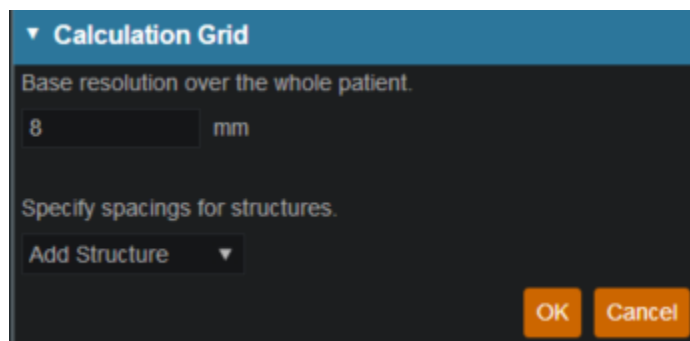 Calculation Grid
Base resolution over the whole patient.
8 mm
Specify spacings for structures.
Add Structure
OK Cancel